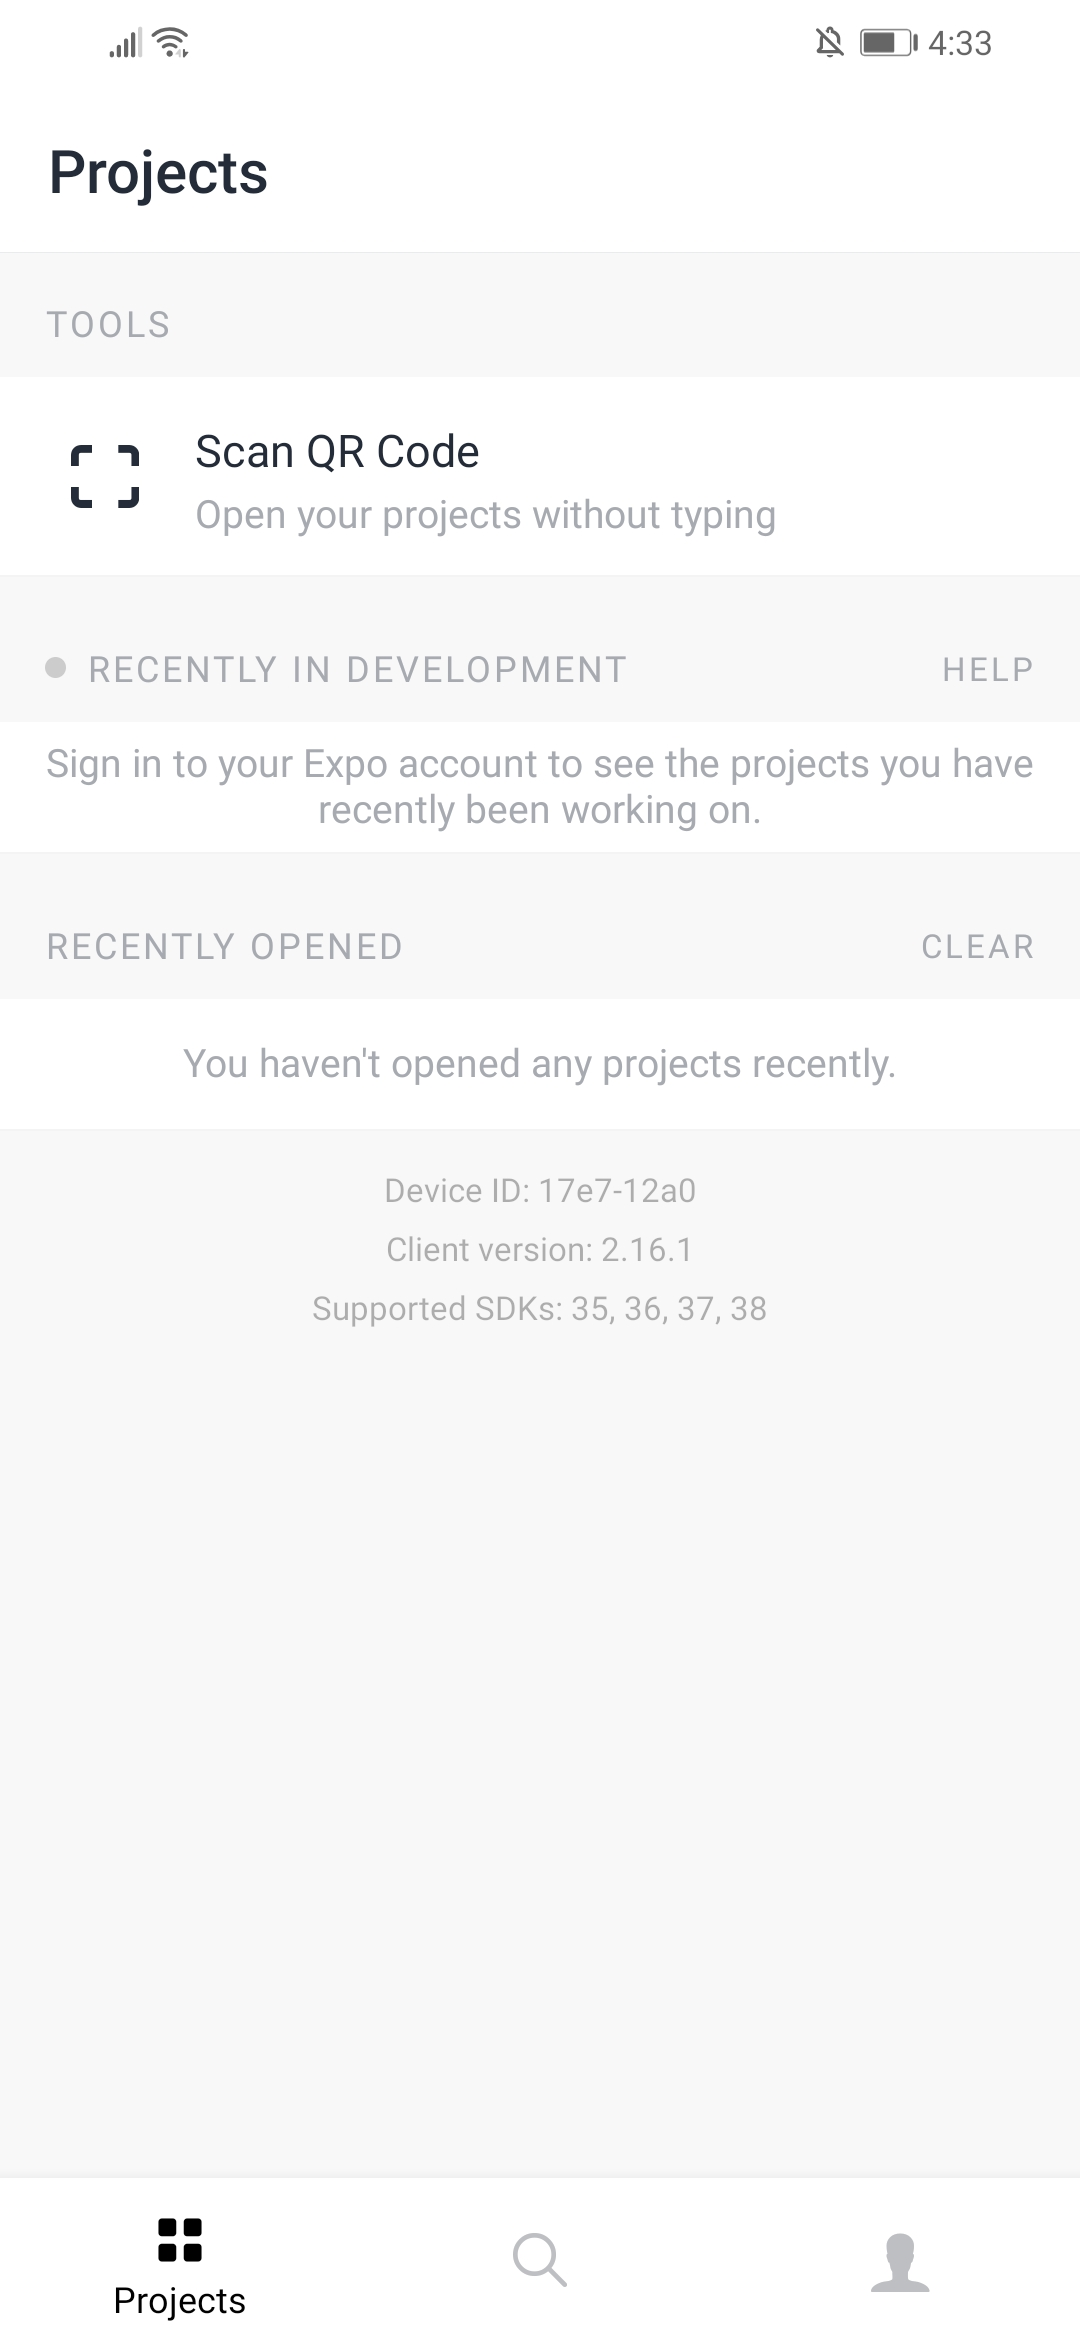 4:33
Projects
TOOLS
Scan QR Code
Open your projects without typing
RECENTLY IN DEVELOPMENT
HELP
Sign in to your Expo account to see the projects you have
recently been working on.
RECENTLY OPENED
CLEAR
You haven't opened any projects recently.
Device ID: 17e7-12a0
Client version: 2.16.1
Supported SDKs: 35, 36, 37, 38
Projects